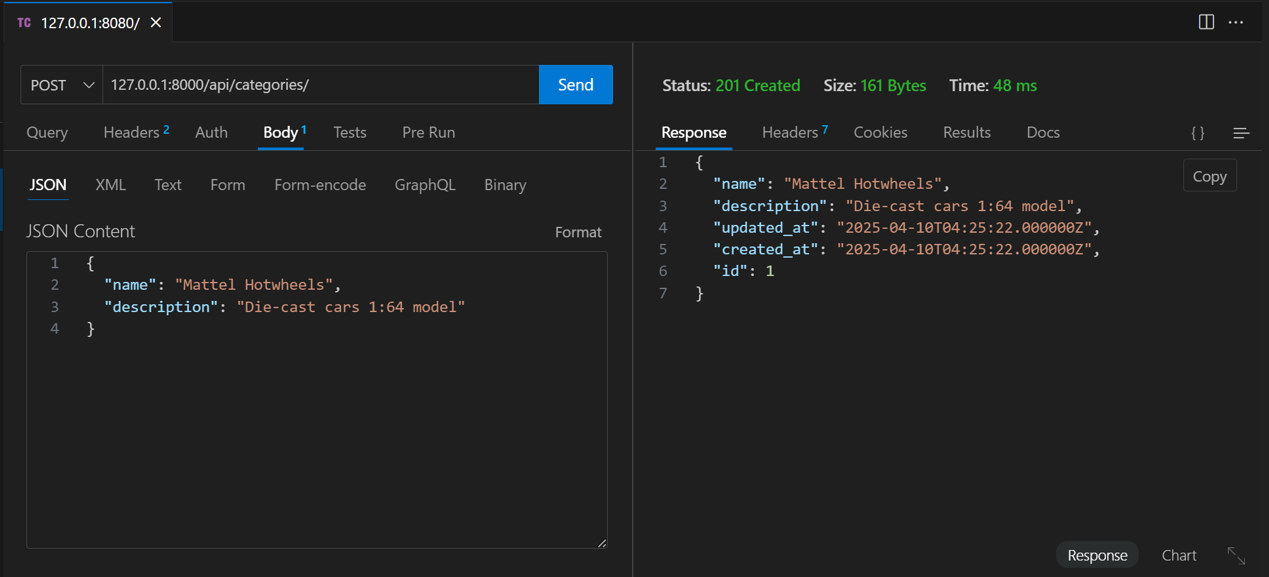 TC 127.0.0.1:8080/
POST 127.0.0.1:8000/api/categories/ Send
Query Headers 2 Auth Body 1 Tests Pre Run
JSON XML Text Form Form-encode GraphQL Binary
JSON Content Format
1 {
2 "name": "Mattel Hotwheels",
3 "description": "Die-cast cars 1:64 model"
4 }
Status: 201 Created Size: 161 Bytes Time: 48 ms
Response Headers 7 Cookies Results Docs { }
Copy
1 {
2 "name": "Mattel Hotwheels",
3 "description": "Die-cast cars 1:64 model",
4 "updated_at": "2025-04-10T04:25:22.000000Z",
5 "created_at": "2025-04-10T04:25:22.000000Z",
6 "id": 1
7 }
Response Chart